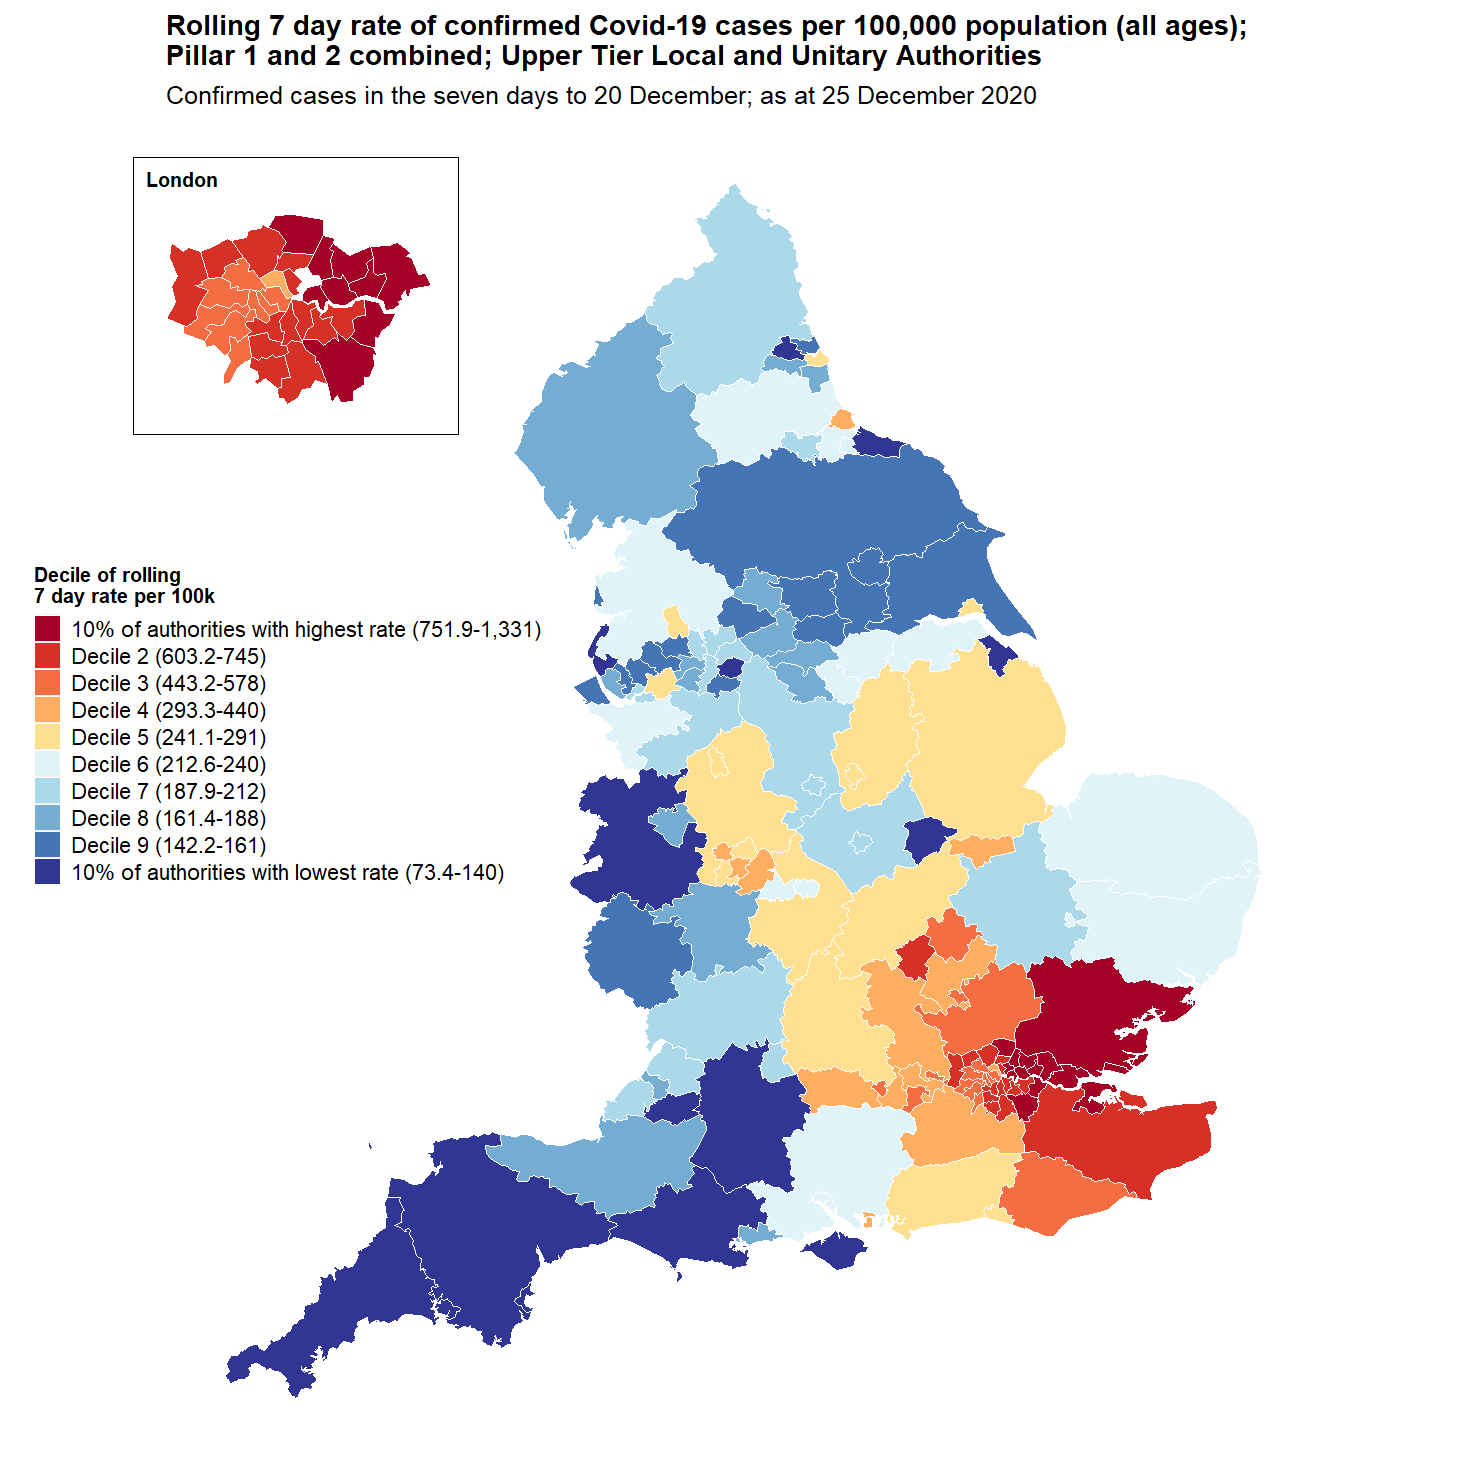 Rolling 7 day rate of confirmed Covid-19 cases per 100,000 population (all ages);
Pillar 1 and 2 combined; Upper Tier Local and Unitary Authorities
Confirmed cases in the seven days to 20 December; as at 25 December 2020
London
Decile of rolling
7 day rate per 100k
10% of authorities with highest rate (751.9-1,331)
Decile 2 (603.2-745)
Decile 3 (443.2-578)
Decile 4 (293.3-440)
Decile 5 (241.1-291)
Decile 6 (212.6-240)
Decile 7 (187.9-212)
Decile 8 (161.4-188)
Decile 9 (142.2-161)
10% of authorities with lowest rate (73.4-140)